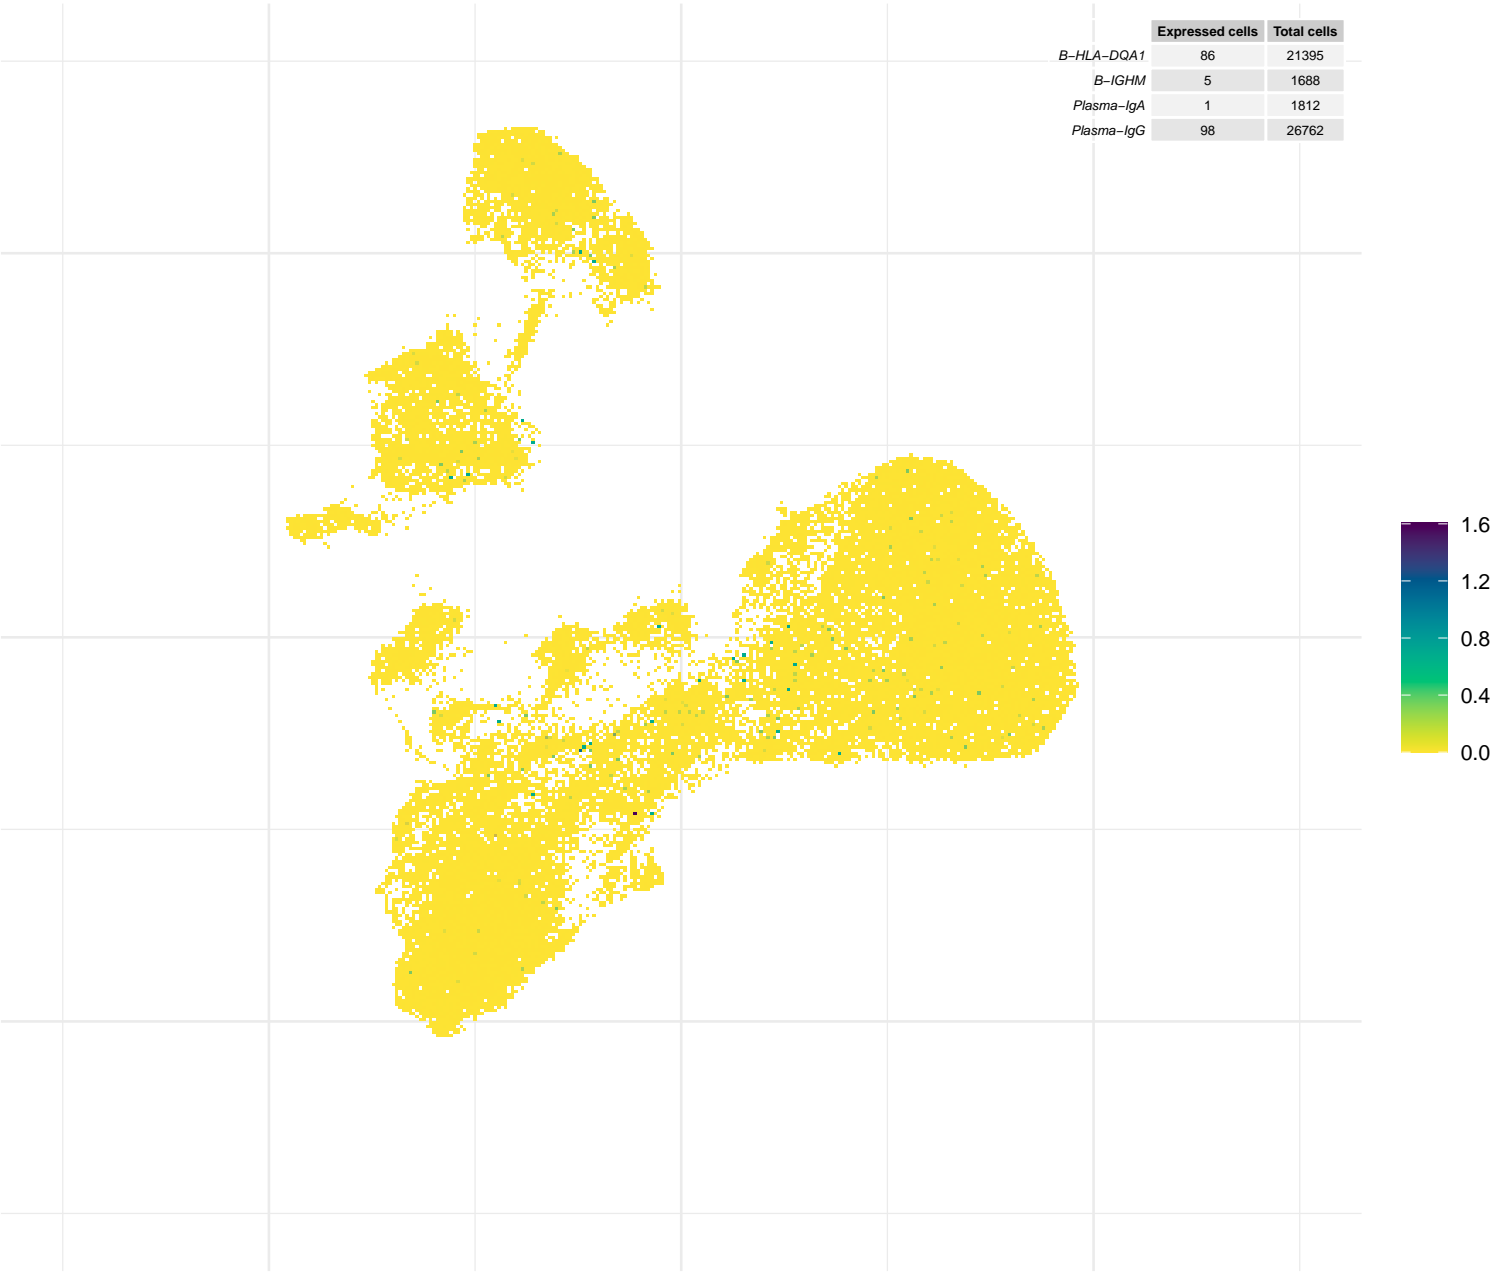 Expressed cells Total cells
B−HLA−DQA1 86 21395
B−IGHM 5 1688
Plasma−IgA 1 1812
Plasma−IgG 98 26762
1.6
1.2
0.8
0.4
0.0